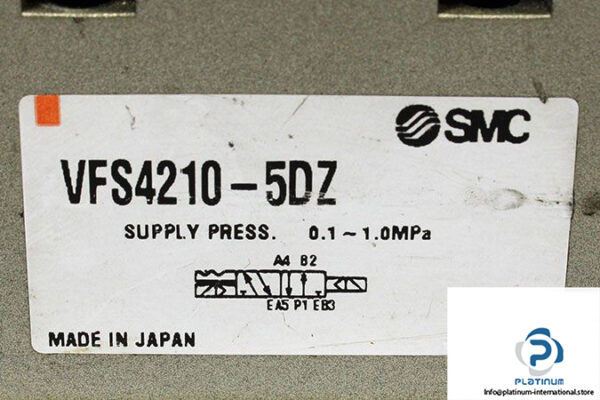 SMC
VFS4210-5DZ
SUPPLY PRESS. 0.1~1.0MPa
A4 B2
EA5 P1 EB3
MADE IN JAPAN
PLATINUM
Info@platinum-international.store